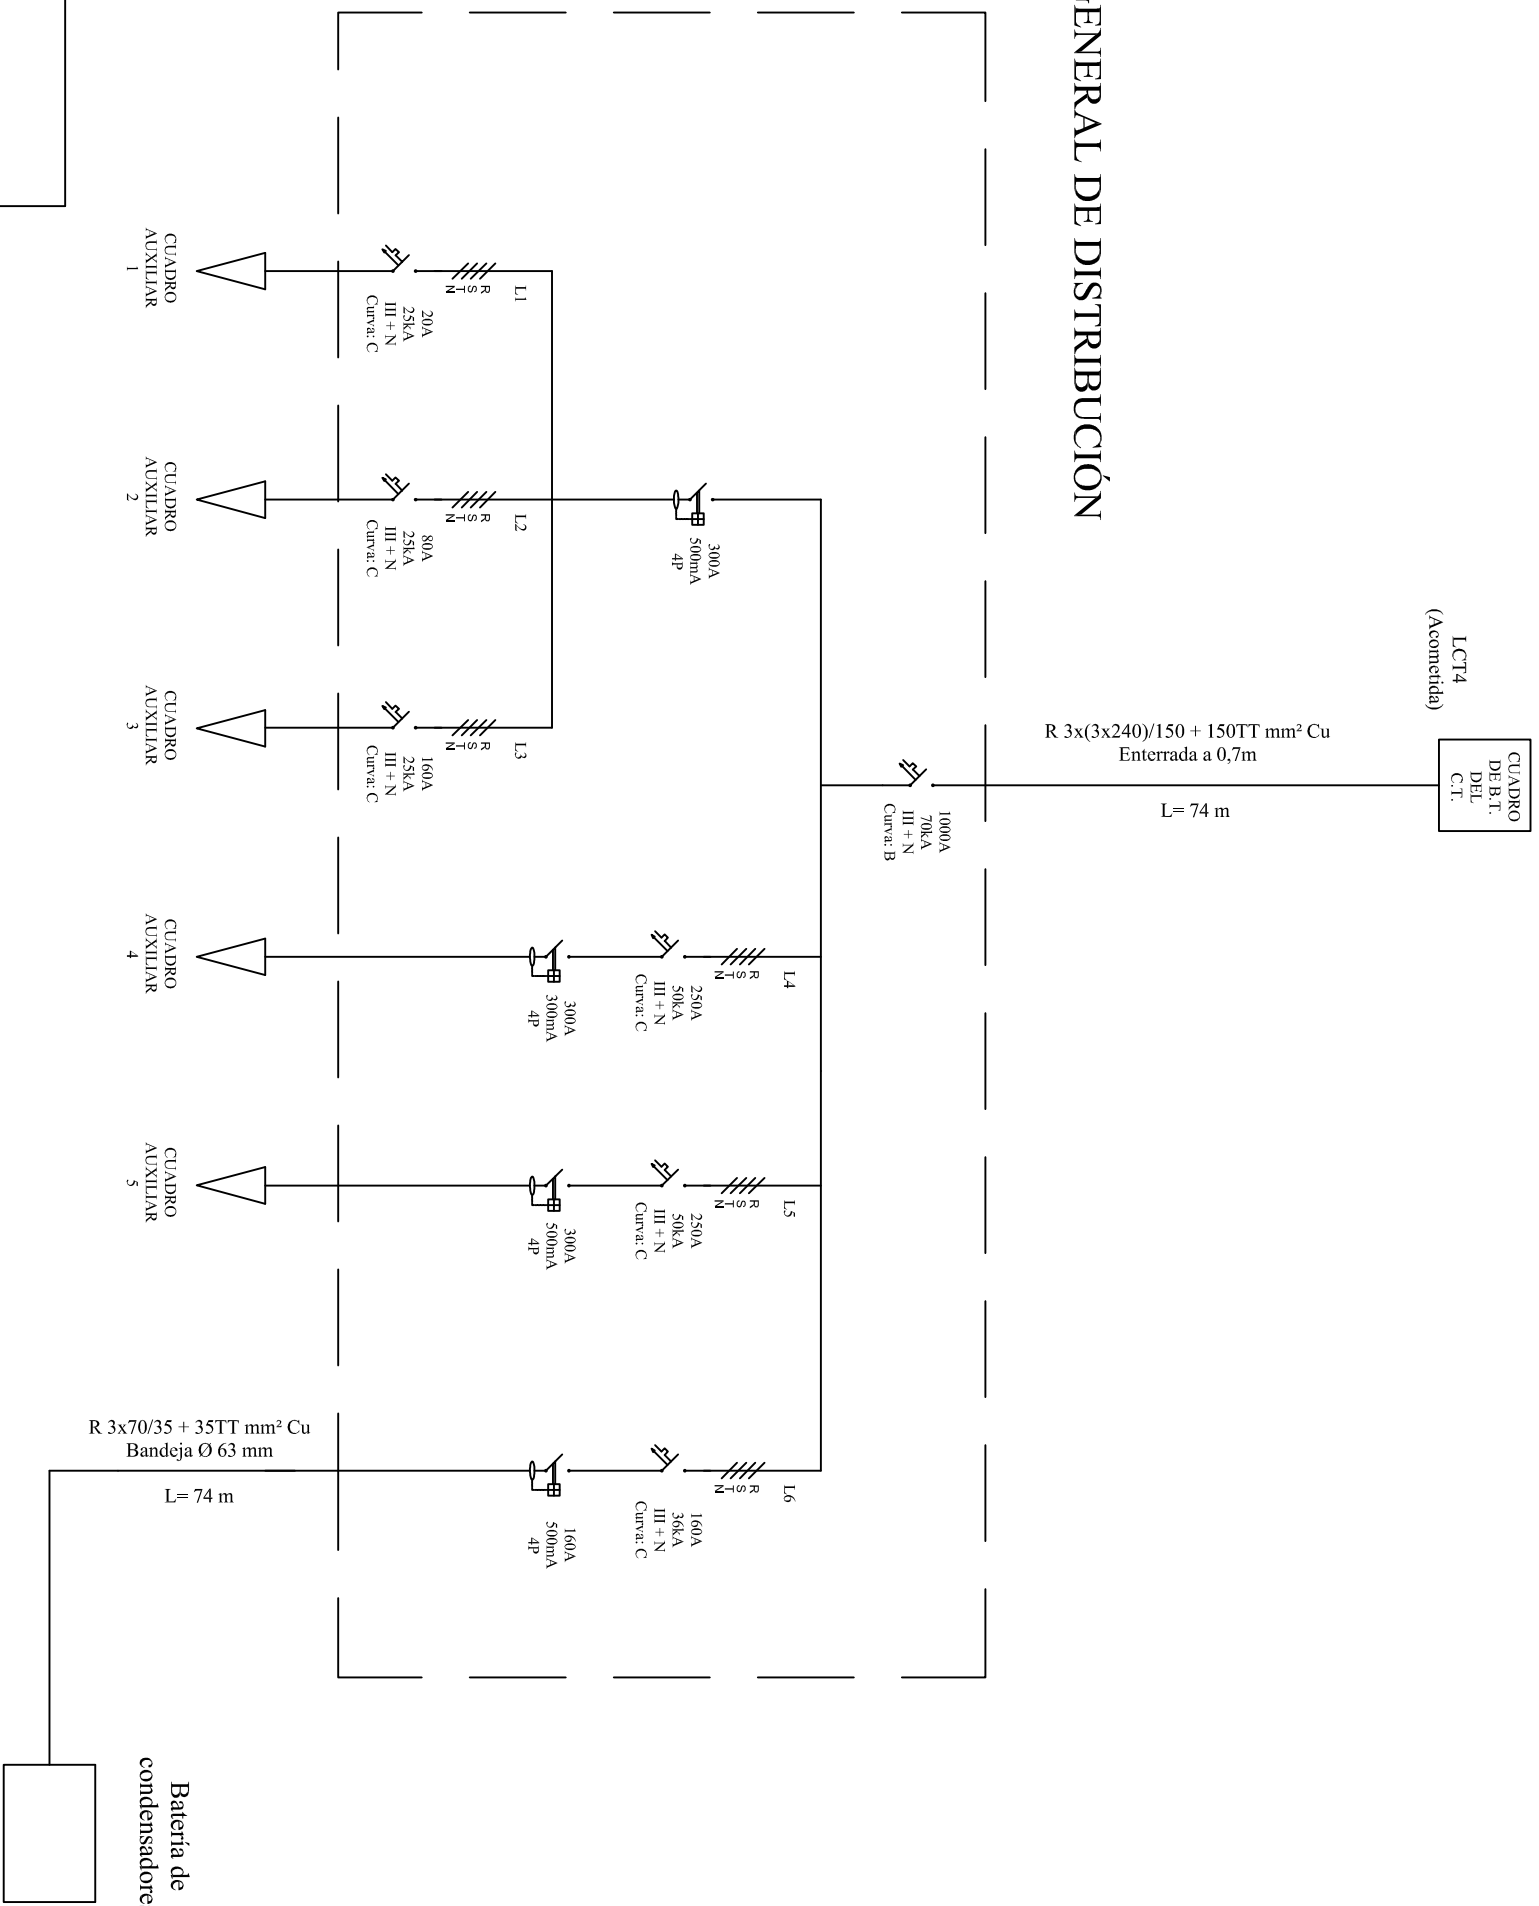 ENERAL DE DISTRIBUCIÓN
LCT4
(Acometida)
CUADRO
DE B.T.
DEL
C.T.
R 3x(3x240)/150 + 150TT mm² Cu
Enterrada a 0,7m
L= 74 m
1000A
70kA
III + N
Curva: B
300A
500mA
4P
L1
R
S
T
N
20A
25kA
III + N
Curva: C
CUADRO
AUXILIAR
1
L2
R
S
T
N
80A
25kA
III + N
Curva: C
CUADRO
AUXILIAR
2
L3
R
S
T
N
160A
25kA
III + N
Curva: C
CUADRO
AUXILIAR
3
L4
R
S
T
N
250A
50kA
III + N
Curva: C
300A
300mA
4P
CUADRO
AUXILIAR
4
L5
R
S
T
N
250A
50kA
III + N
Curva: C
300A
500mA
4P
CUADRO
AUXILIAR
5
L6
R
S
T
N
160A
36kA
III + N
Curva: C
160A
500mA
4P
R 3x70/35 + 35TT mm² Cu
Bandeja Ø 63 mm
L= 74 m
Batería de
condensadore